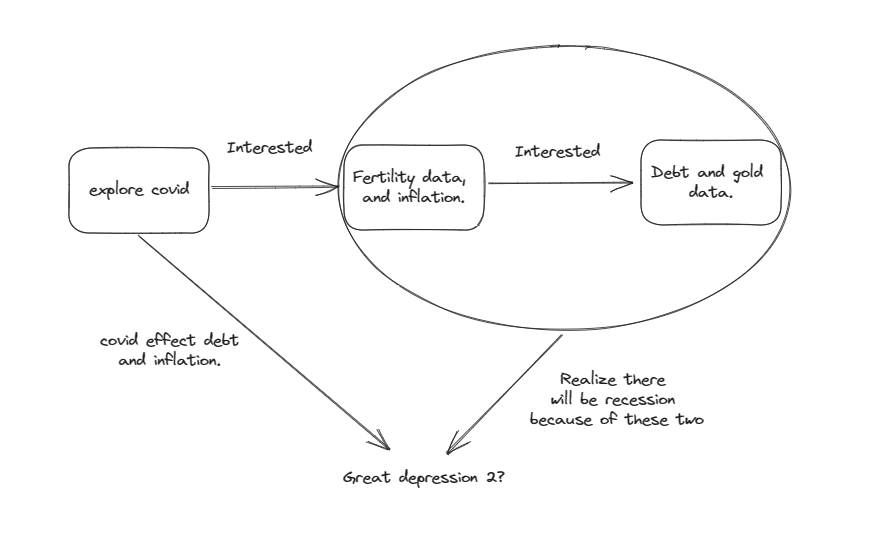 Interested
explore covid
Fertility data,
and inflation.
Interested
Debt and gold
data.
covid effect debt
and inflation.
Realize there
will be recession
because of these two
Great depression 2?